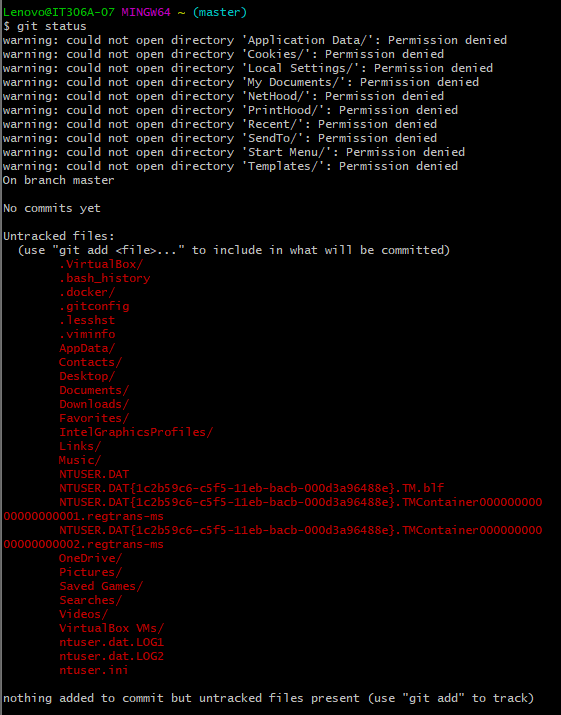 Lenovo@IT306A-07 MINGW64 ~ (master)
$ git status
warning: could not open directory 'Application Data/': Permission denied
warning: could not open directory 'Cookies/': Permission denied
warning: could not open directory 'Local Settings/': Permission denied
warning: could not open directory 'My Documents/': Permission denied
warning: could not open directory 'NetHood/': Permission denied
warning: could not open directory 'PrintHood/': Permission denied
warning: could not open directory 'Recent/': Permission denied
warning: could not open directory 'SendTo/': Permission denied
warning: could not open directory 'Start Menu/': Permission denied
warning: could not open directory 'Templates/': Permission denied
On branch master
No commits yet
Untracked files:
(use "git add <file>..." to include in what will be committed)
.VirtualBox/
.bash_history
.docker/
.gitconfig
.lesshst
.viminfo
AppData/
Contacts/
Desktop/
Documents/
Downloads/
Favorites/
IntelGraphicsProfiles/
Links/
Music/
NTUSER.DAT
NTUSER.DAT{1c2b59c6-c5f5-11eb-bacb-000d3a96488e}.TM.blf
NTUSER.DAT{1c2b59c6-c5f5-11eb-bacb-000d3a96488e}.TMContainer000000000
00000000001.regtrans-ms
NTUSER.DAT{1c2b59c6-c5f5-11eb-bacb-000d3a96488e}.TMContainer000000000
00000000002.regtrans-ms
OneDrive/
Pictures/
Saved Games/
Searches/
Videos/
VirtualBox VMs/
ntuser.dat.LOG1
ntuser.dat.LOG2
ntuser.ini
nothing added to commit but untracked files present (use "git add" to track)